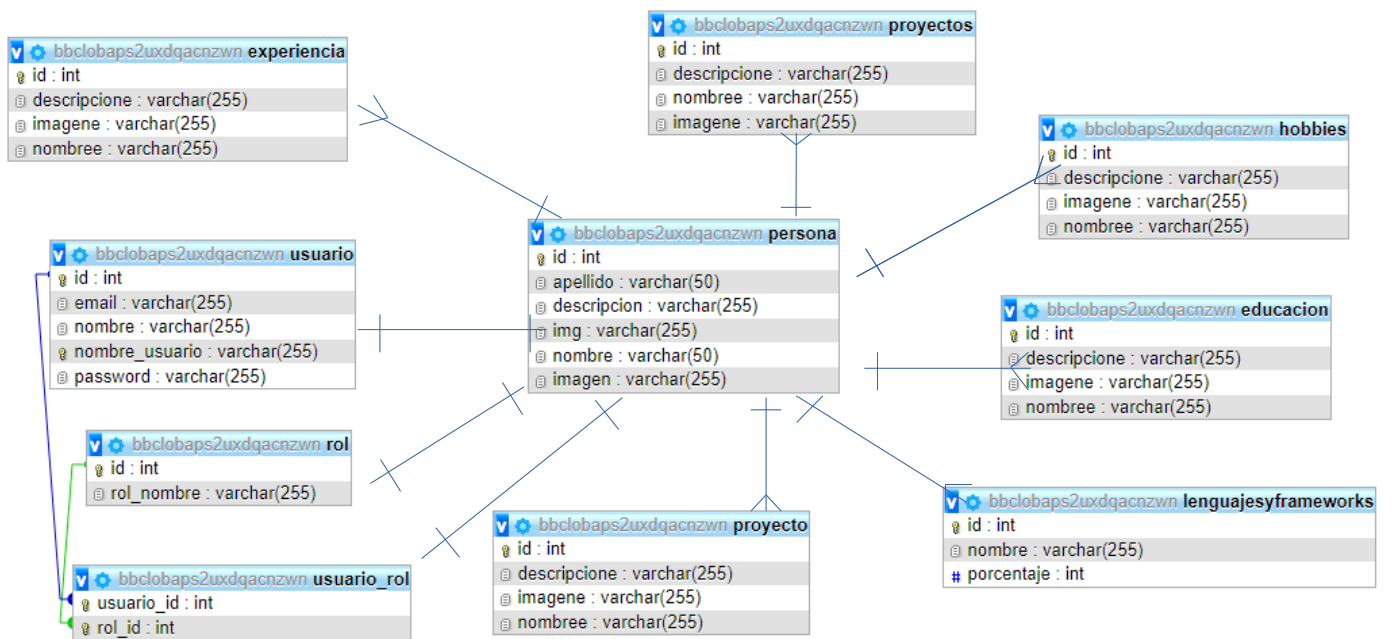 bbclobaps2uxdqacnzwn experiencia
id : int
descripcione : varchar(255)
imagene : varchar(255)
nombree : varchar(255)
bbclobaps2uxdqacnzwn proyectos
id : int
descripcione : varchar(255)
nombree : varchar(255)
imagene : varchar(255)
bbclobaps2uxdqacnzwn hobbies
id : int
descripcione : varchar(255)
imagene : varchar(255)
nombree : varchar(255)
bbclobaps2uxdqacnzwn usuario
id : int
email : varchar(255)
nombre : varchar(255)
nombre_usuario : varchar(255)
password : varchar(255)
bbclobaps2uxdqacnzwn persona
id : int
apellido : varchar(50)
descripcion : varchar(255)
img : varchar(255)
nombre : varchar(50)
imagen : varchar(255)
bbclobaps2uxdqacnzwn educacion
id : int
descripcione : varchar(255)
imagene : varchar(255)
nombree : varchar(255)
bbclobaps2uxdqacnzwn rol
id : int
rol_nombre : varchar(255)
bbclobaps2uxdqacnzwn usuario_rol
usuario_id : int
rol_id : int
bbclobaps2uxdqacnzwn proyecto
id : int
descripcione : varchar(255)
imagene : varchar(255)
nombree : varchar(255)
bbclobaps2uxdqacnzwn lenguajesyframeworks
id : int
nombre : varchar(255)
# porcentaje : int